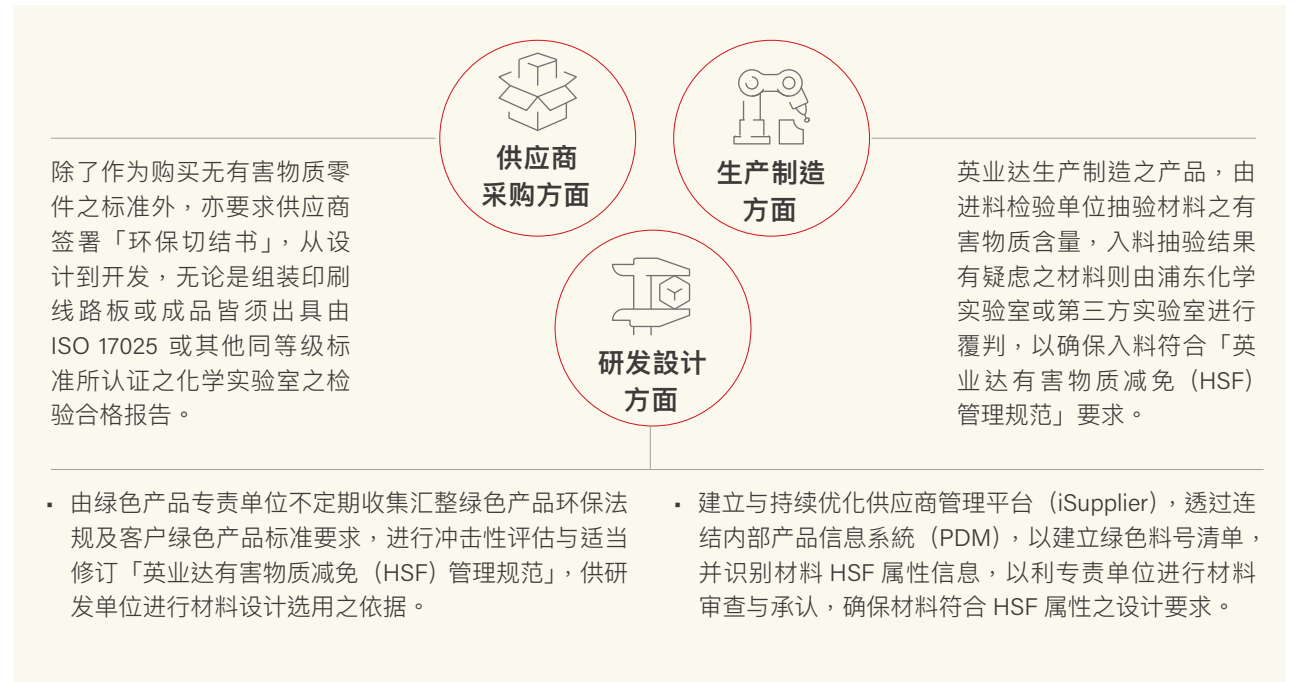 供应商
采购方面
生产制造
方面
研发設计
方面
除了作为购买无有害物质零
件之标准外，亦要求供应商
签署「环保切结书」，从设
计到开发，无论是组装印刷
线路板或成品皆须出具由
ISO 17025 或其他同等级标
准所认证之化学实验室之检
验合格报告。
英业达生产制造之产品，由
进料检验单位抽验材料之有
害物质含量，入料抽验结果
有疑虑之材料则由浦东化学
实验室或第三方实验室进行
覆判，以确保入料符合「英
业达有害物质减免（HSF）
管理规范」要求。
▪ 由绿色产品专责单位不定期收集汇整绿色产品环保法
规及客户绿色产品标准要求，进行冲击性评估与适当
修订「英业达有害物质减免（HSF）管理规范」，供研
发单位进行材料设计选用之依据。
▪ 建立与持续优化供应商管理平台（iSupplier），透过连
结内部产品信息系統（PDM），以建立绿色料号清单，
并识别材料 HSF 属性信息，以利专责单位进行材料
审查与承认，确保材料符合 HSF 属性之设计要求。